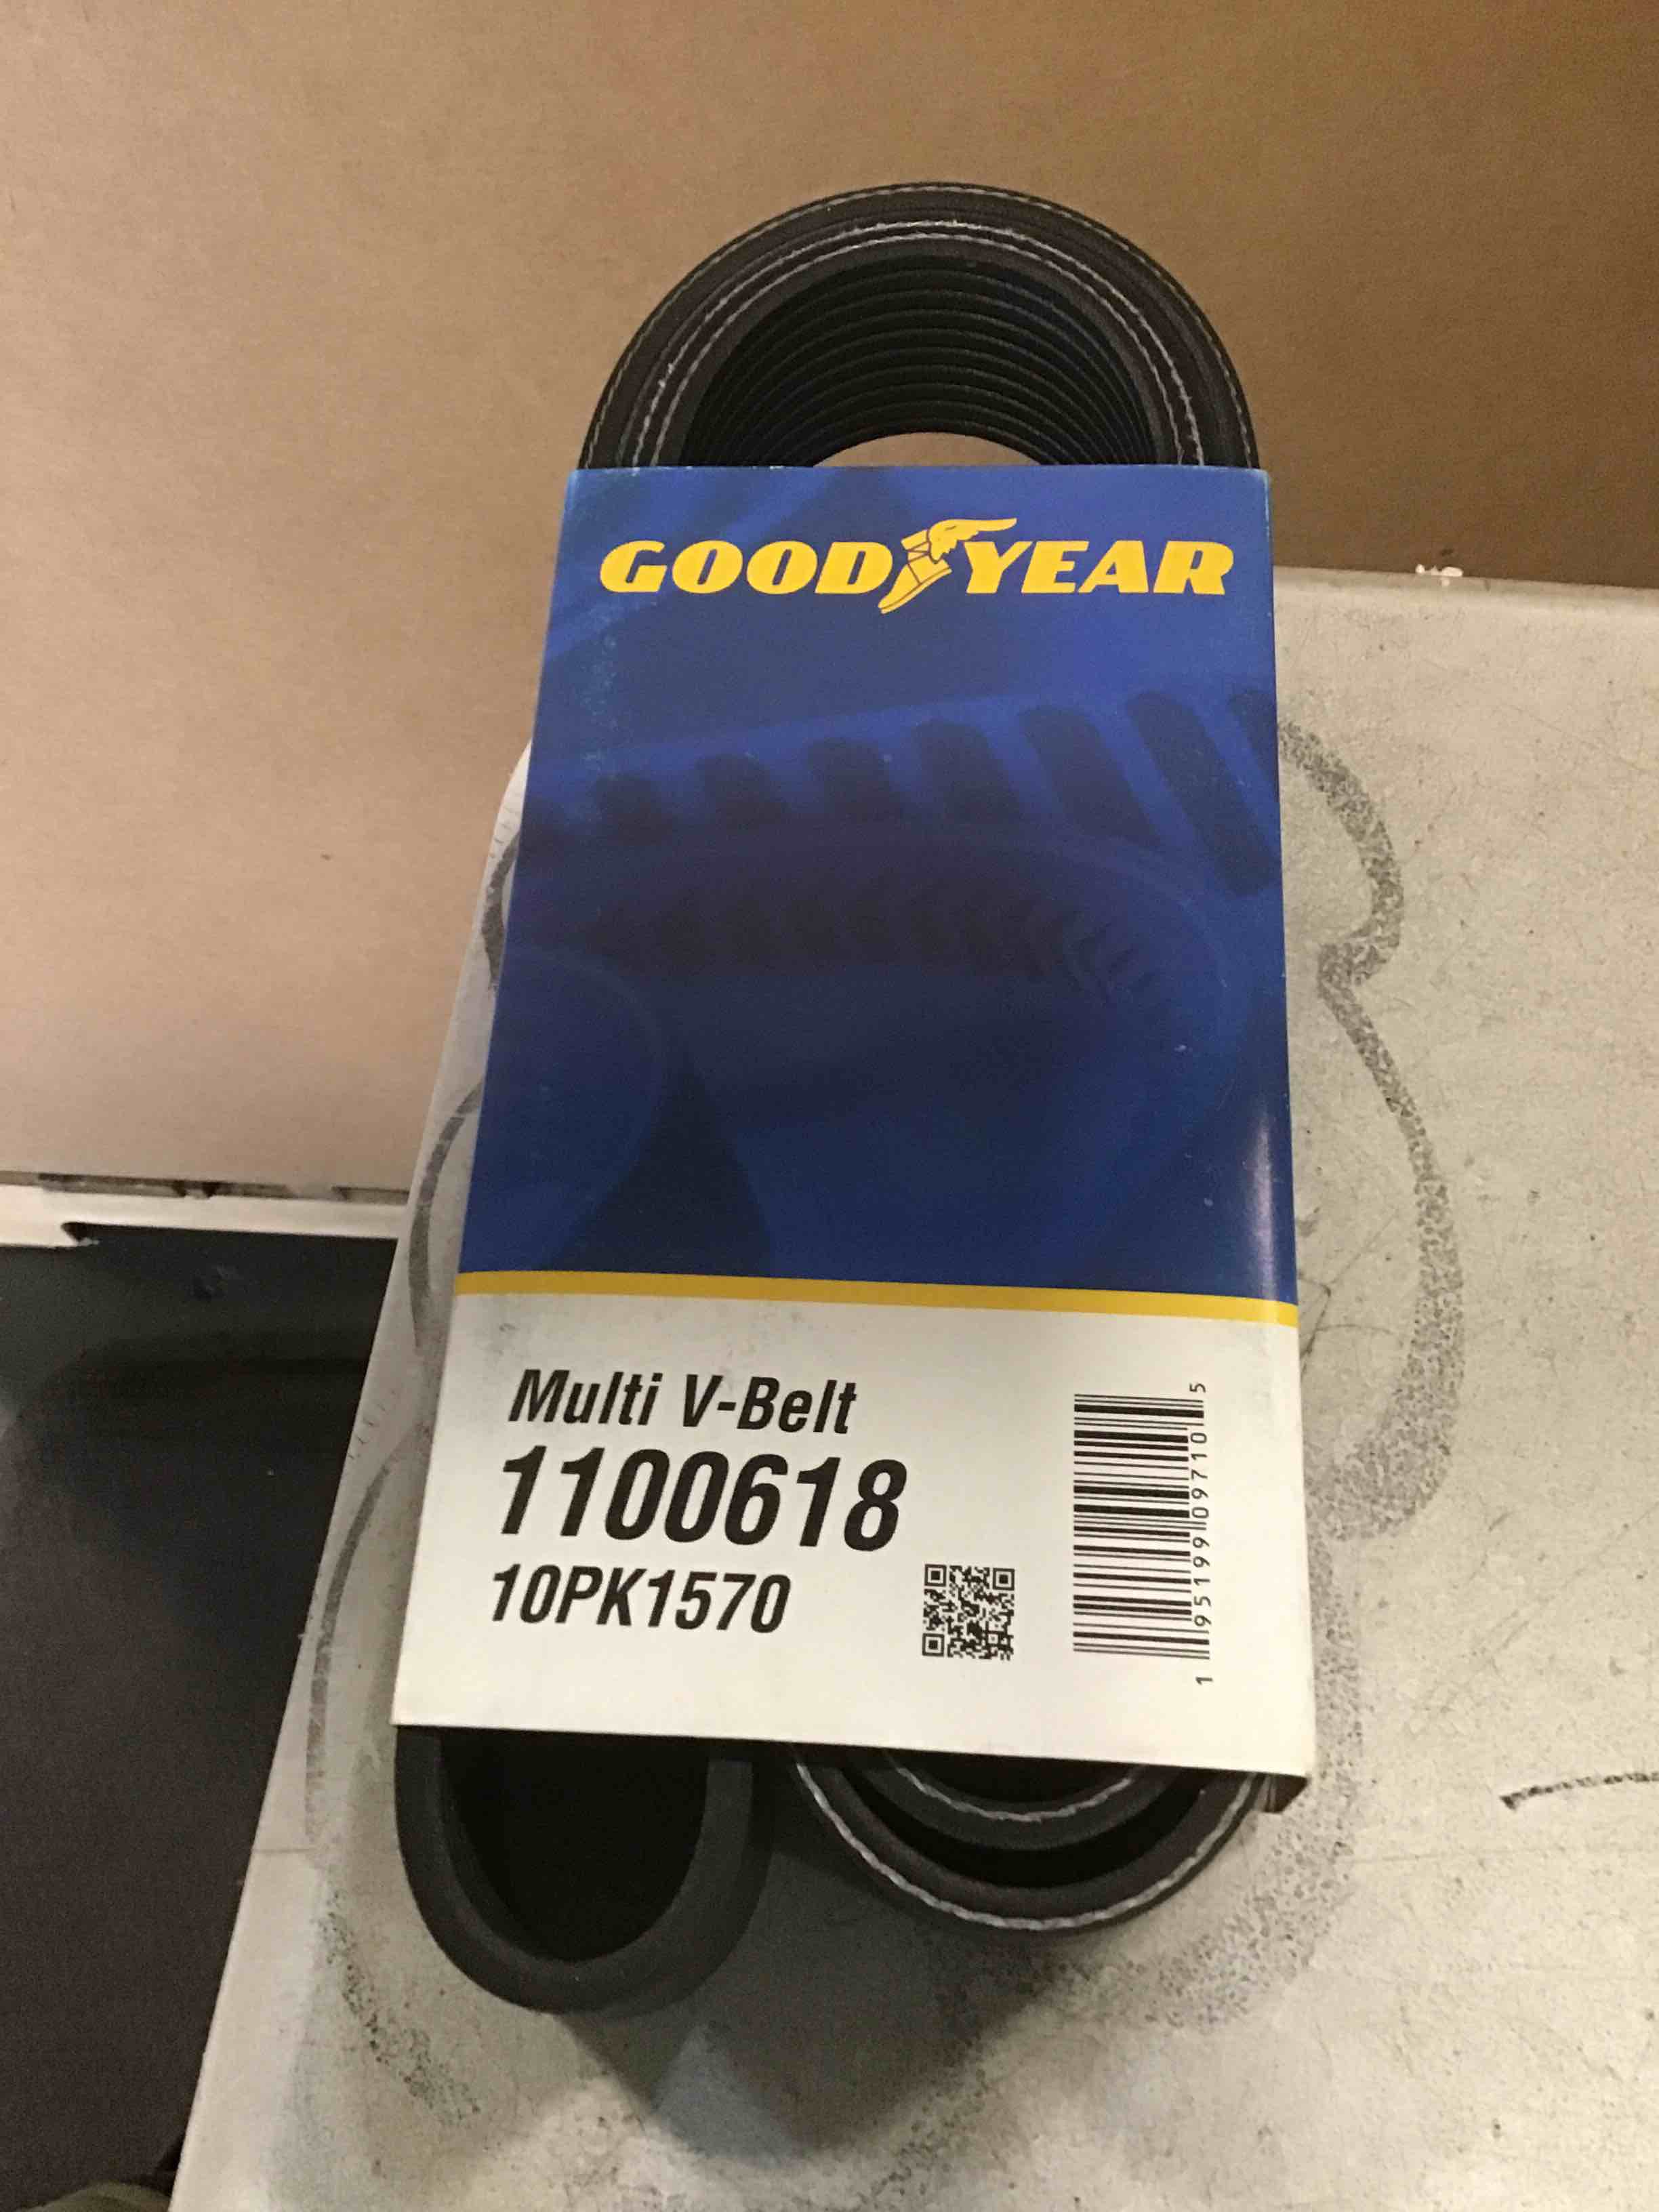 GOODYEAR
Multi V-Belt
1100618
10PK1570
1 95199 09710 5